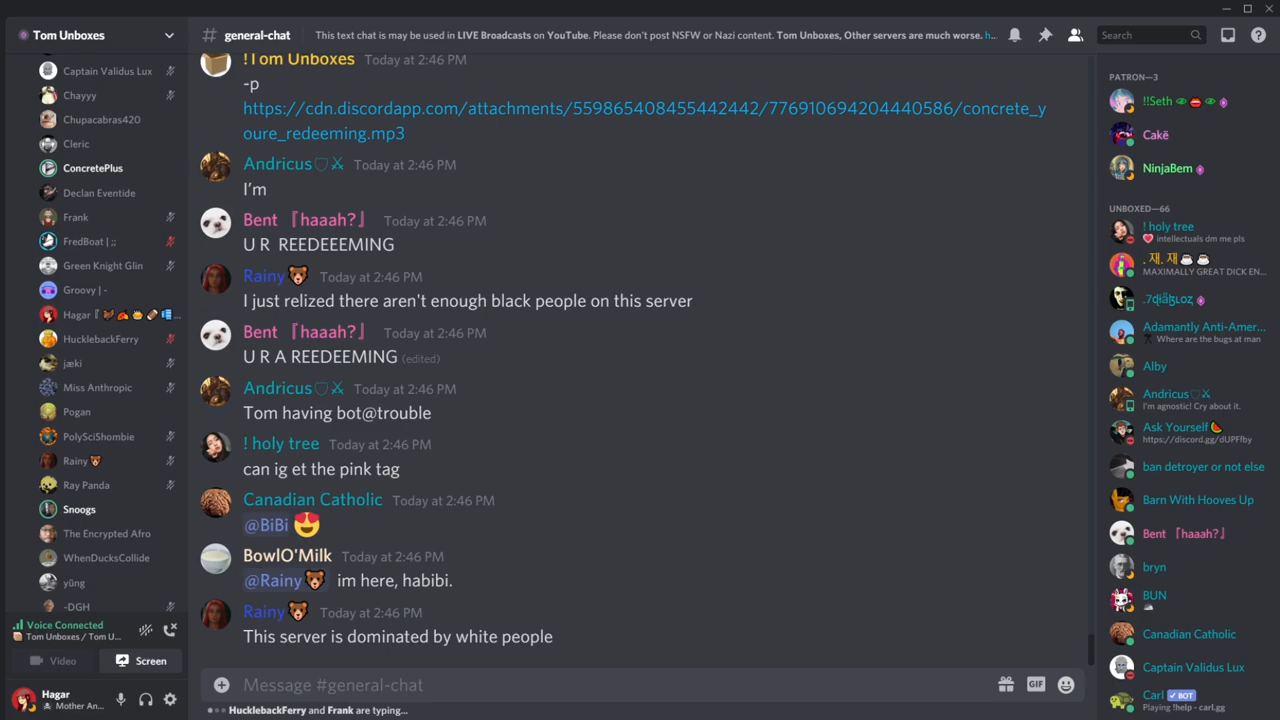 Tom Unboxes
Captain Validus Lux
Chayyy
Chupacabras420
Cleric
ConcretePlus
Declan Eventide
Frank
FredBoat | ;;
Green Knight Glin
Groovy | -
Hagar『
...
HucklebackFerry
jæki
Miss Anthropic
Pogan
PolySciShombie
Rainy
Ray Panda
Snoogs
The Encrypted Afro
WhenDucksCollide
yüng
-DGH
Voice Connected
Tom Unboxes / Tom U...
Video
Screen
Hagar
Mother An...
# general-chat
This text chat is may be used in LIVE Broadcasts on YouTube. Please don't post NSFW or Nazi content. Tom Unboxes, Other servers are much worse. h...
Search
!Tom Unboxes Today at 2:46 PM
-p
https://cdn.discordapp.com/attachments/559865408455442442/776910694204440586/concrete_y
oure_redeeming.mp3
Andricus🛡⚔ Today at 2:46 PM
I'm
Bent 『haaah?』 Today at 2:46 PM
U R REEDEEEMING
Rainy🐻 Today at 2:46 PM
I just relized there aren't enough black people on this server
Bent 『haaah?』 Today at 2:46 PM
U R A REEDEEMING (edited)
Andricus🛡⚔ Today at 2:46 PM
Tom having bot@trouble
! holy tree Today at 2:46 PM
can ig et the pink tag
Canadian Catholic Today at 2:46 PM
@BiBi 😍
BowlO'Milk Today at 2:46 PM
@Rainy🐻 im here, habibi.
Rainy🐻 Today at 2:46 PM
This server is dominated by white people
Message #general-chat
GIF
HucklebackFerry and Frank are typing...
PATRON—3
!!Seth
Cakë
NinjaBem
UNBOXED—66
! holy tree
intellectuals dm me pls
. 재. 재
MAXIMALLY GREAT DICK EN...
Adamantly Anti-Amer...
Where are the bugs at man
Alby
Andricus🛡⚔
I'm agnostic! Cry about it.
Ask Yourself🍉
https://discord.gg/dUPFfby
ban detroyer or not else
Barn With Hooves Up
Bent 『haaah?』
bryn
BUN
Canadian Catholic
Captain Validus Lux
Carl ✓ BOT
Playing !help - carl.gg